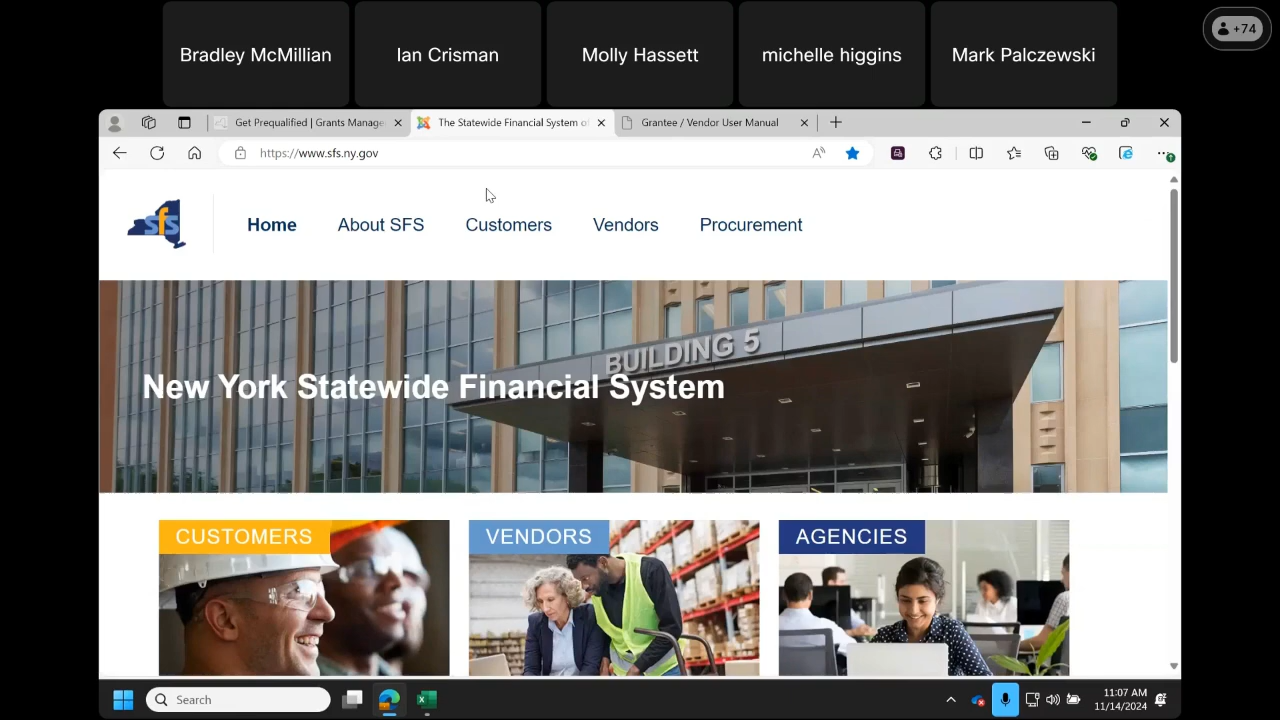 Bradley McMillian
Ian Crisman
Molly Hassett
michelle higgins
Mark Palczewski
+74
Get Prequalified | Grants Manage
The Statewide Financial System of
Grantee / Vendor User Manual
https://www.sfs.ny.gov
sfs
Home
About SFS
Customers
Vendors
Procurement
BUILDING 5
New York Statewide Financial System
CUSTOMERS
VENDORS
AGENCIES
Search
11:07 AM
11/14/2024